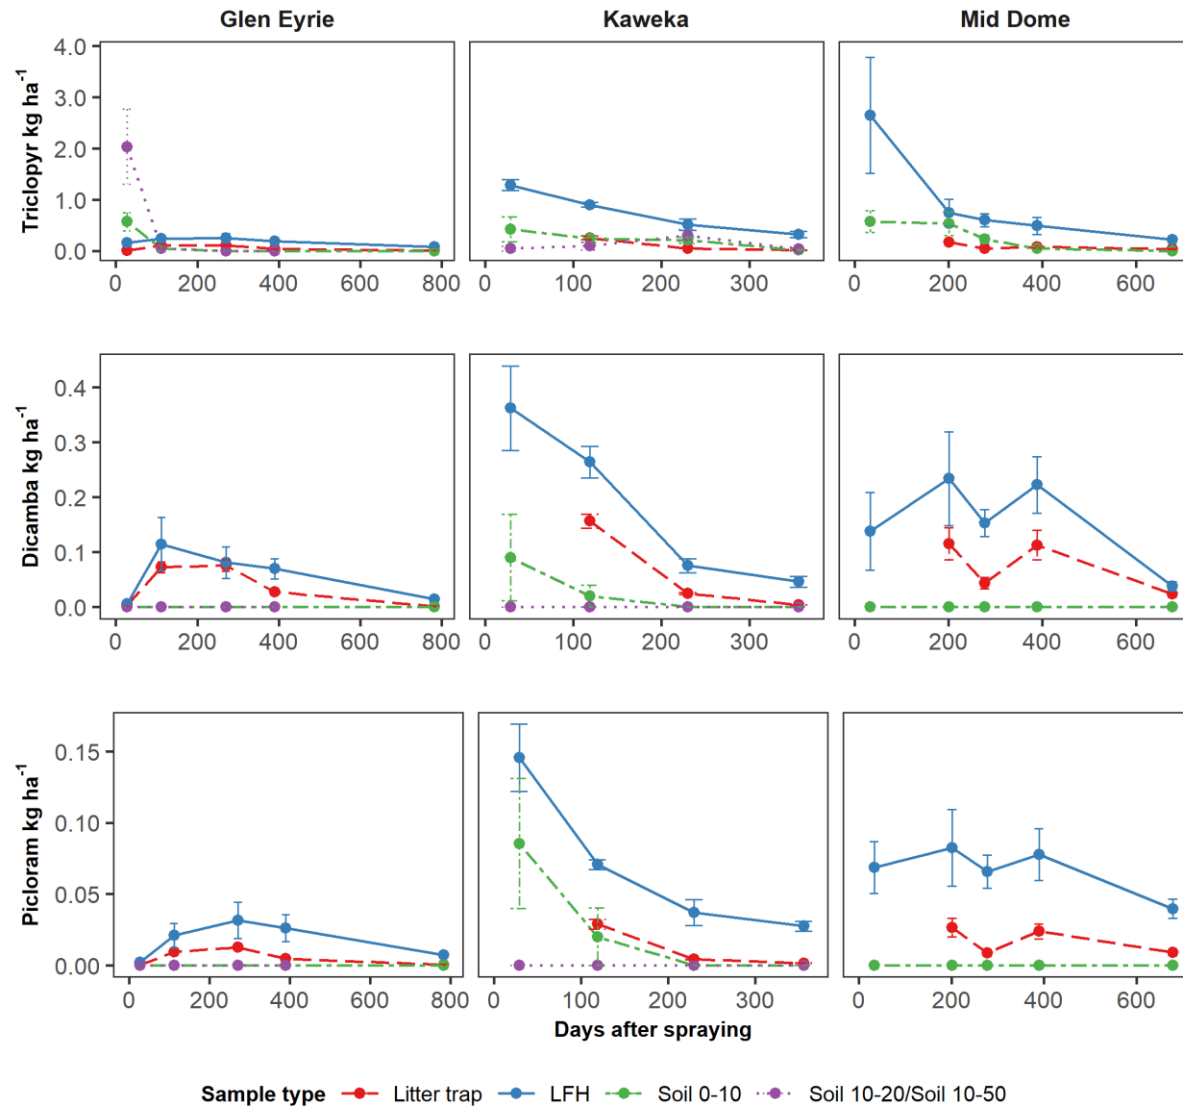 Glen Eyrie Kaweka Mid Dome
Triclopyr kg ha⁻¹
4.0
3.0
2.0
1.0
0.0
0 200 400 600 800 0 100 200 300 0 200 400 600
Dicamba kg ha⁻¹
0.4
0.3
0.2
0.1
0.0
0 200 400 600 800 0 100 200 300 0 200 400 600
Picloram kg ha⁻¹
0.15
0.10
0.05
0.00
0 200 400 600 800 0 100 200 300 0 200 400 600
Days after spraying
Sample type Litter trap LFH Soil 0-10 Soil 10-20/Soil 10-50